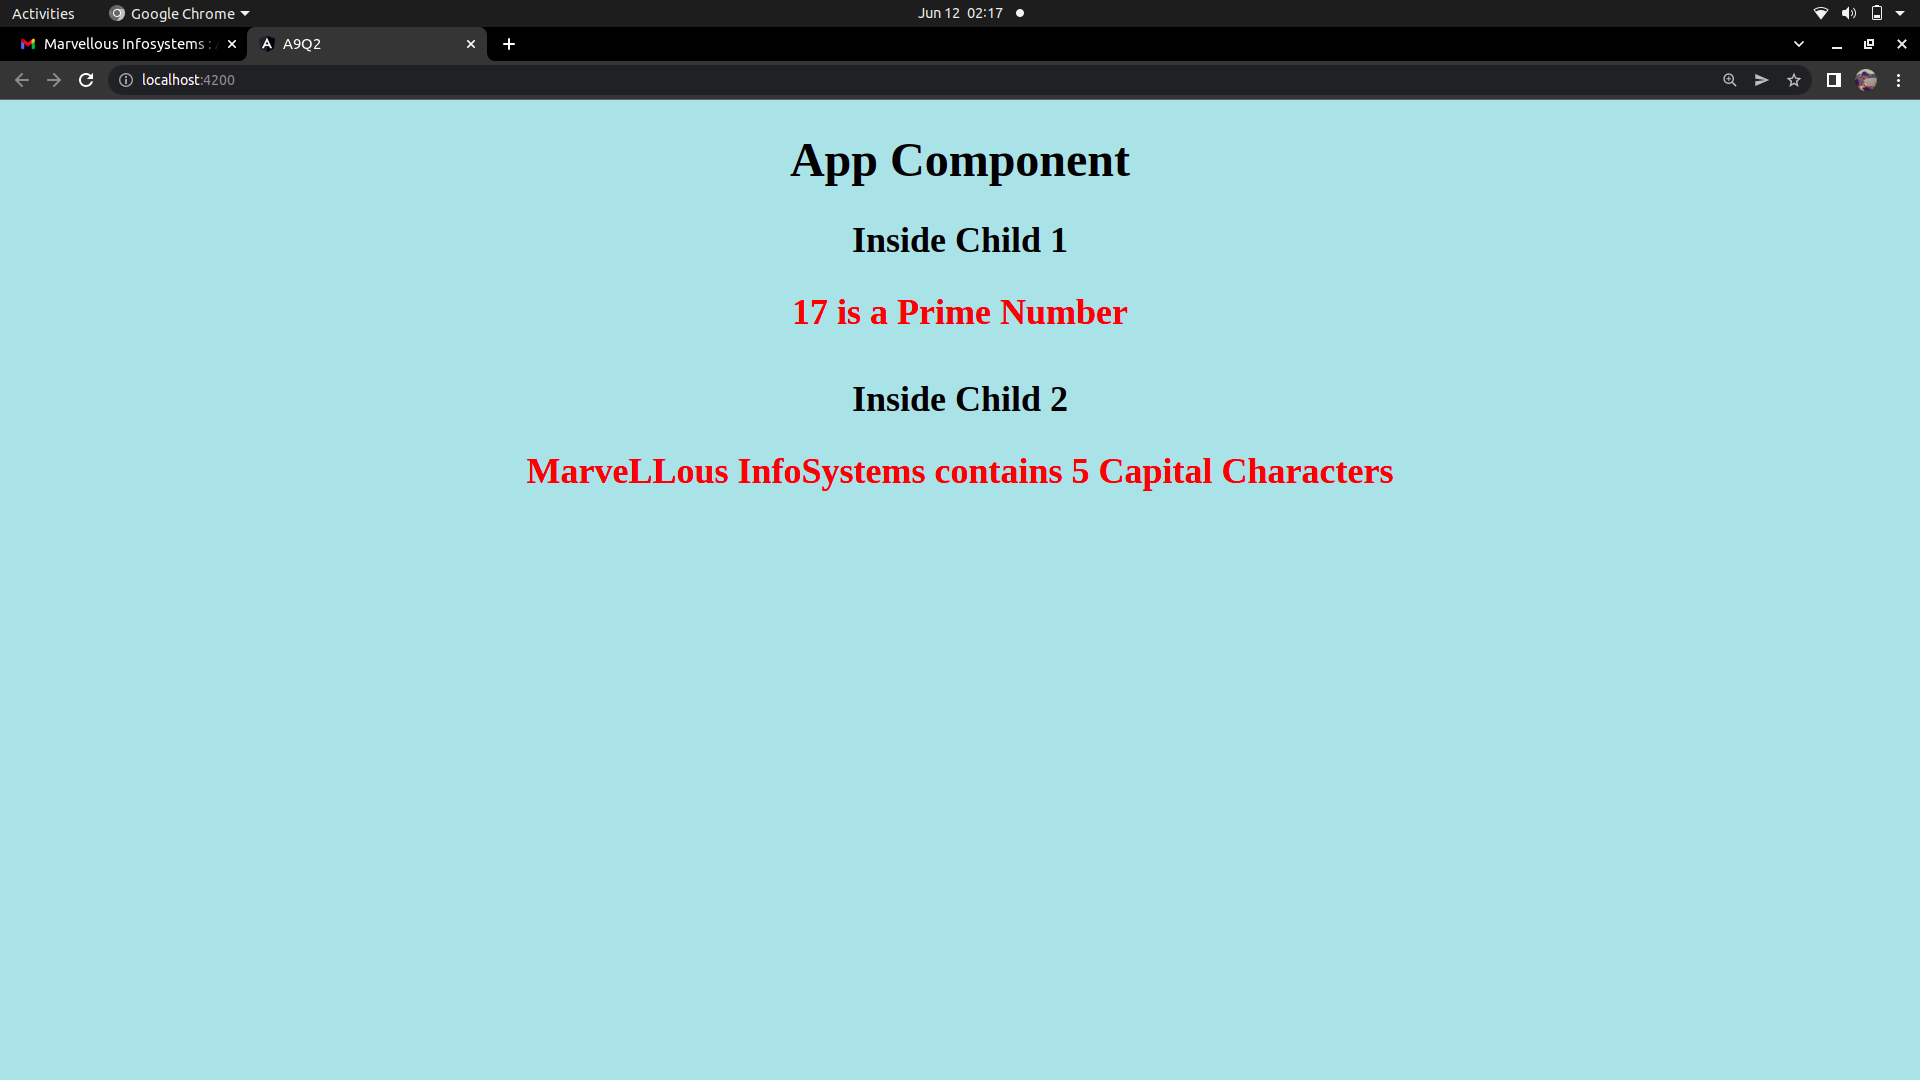 Activities
Google Chrome
Jun 12 02:17
Marvellous Infosystems :
A9Q2
localhost:4200
App Component
Inside Child 1
17 is a Prime Number
Inside Child 2
MarveLLous InfoSystems contains 5 Capital Characters